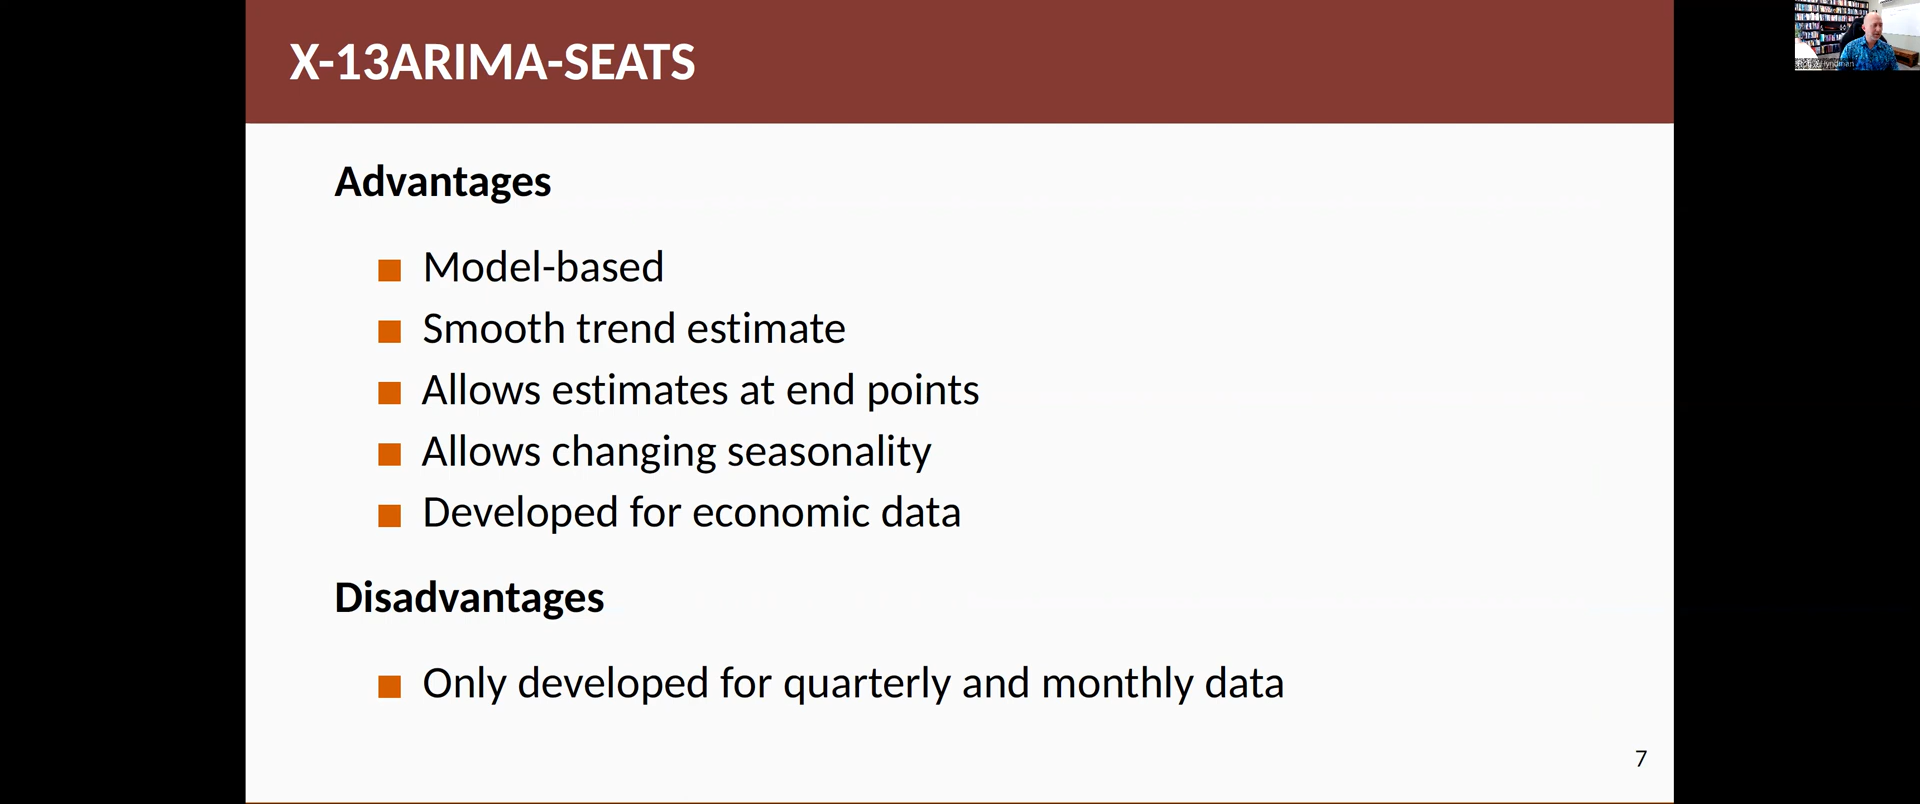 X-13ARIMA-SEATS
Advantages
Model-based
Smooth trend estimate
Allows estimates at end points
Allows changing seasonality
Developed for economic data
Disadvantages
Only developed for quarterly and monthly data
7
Hyndman